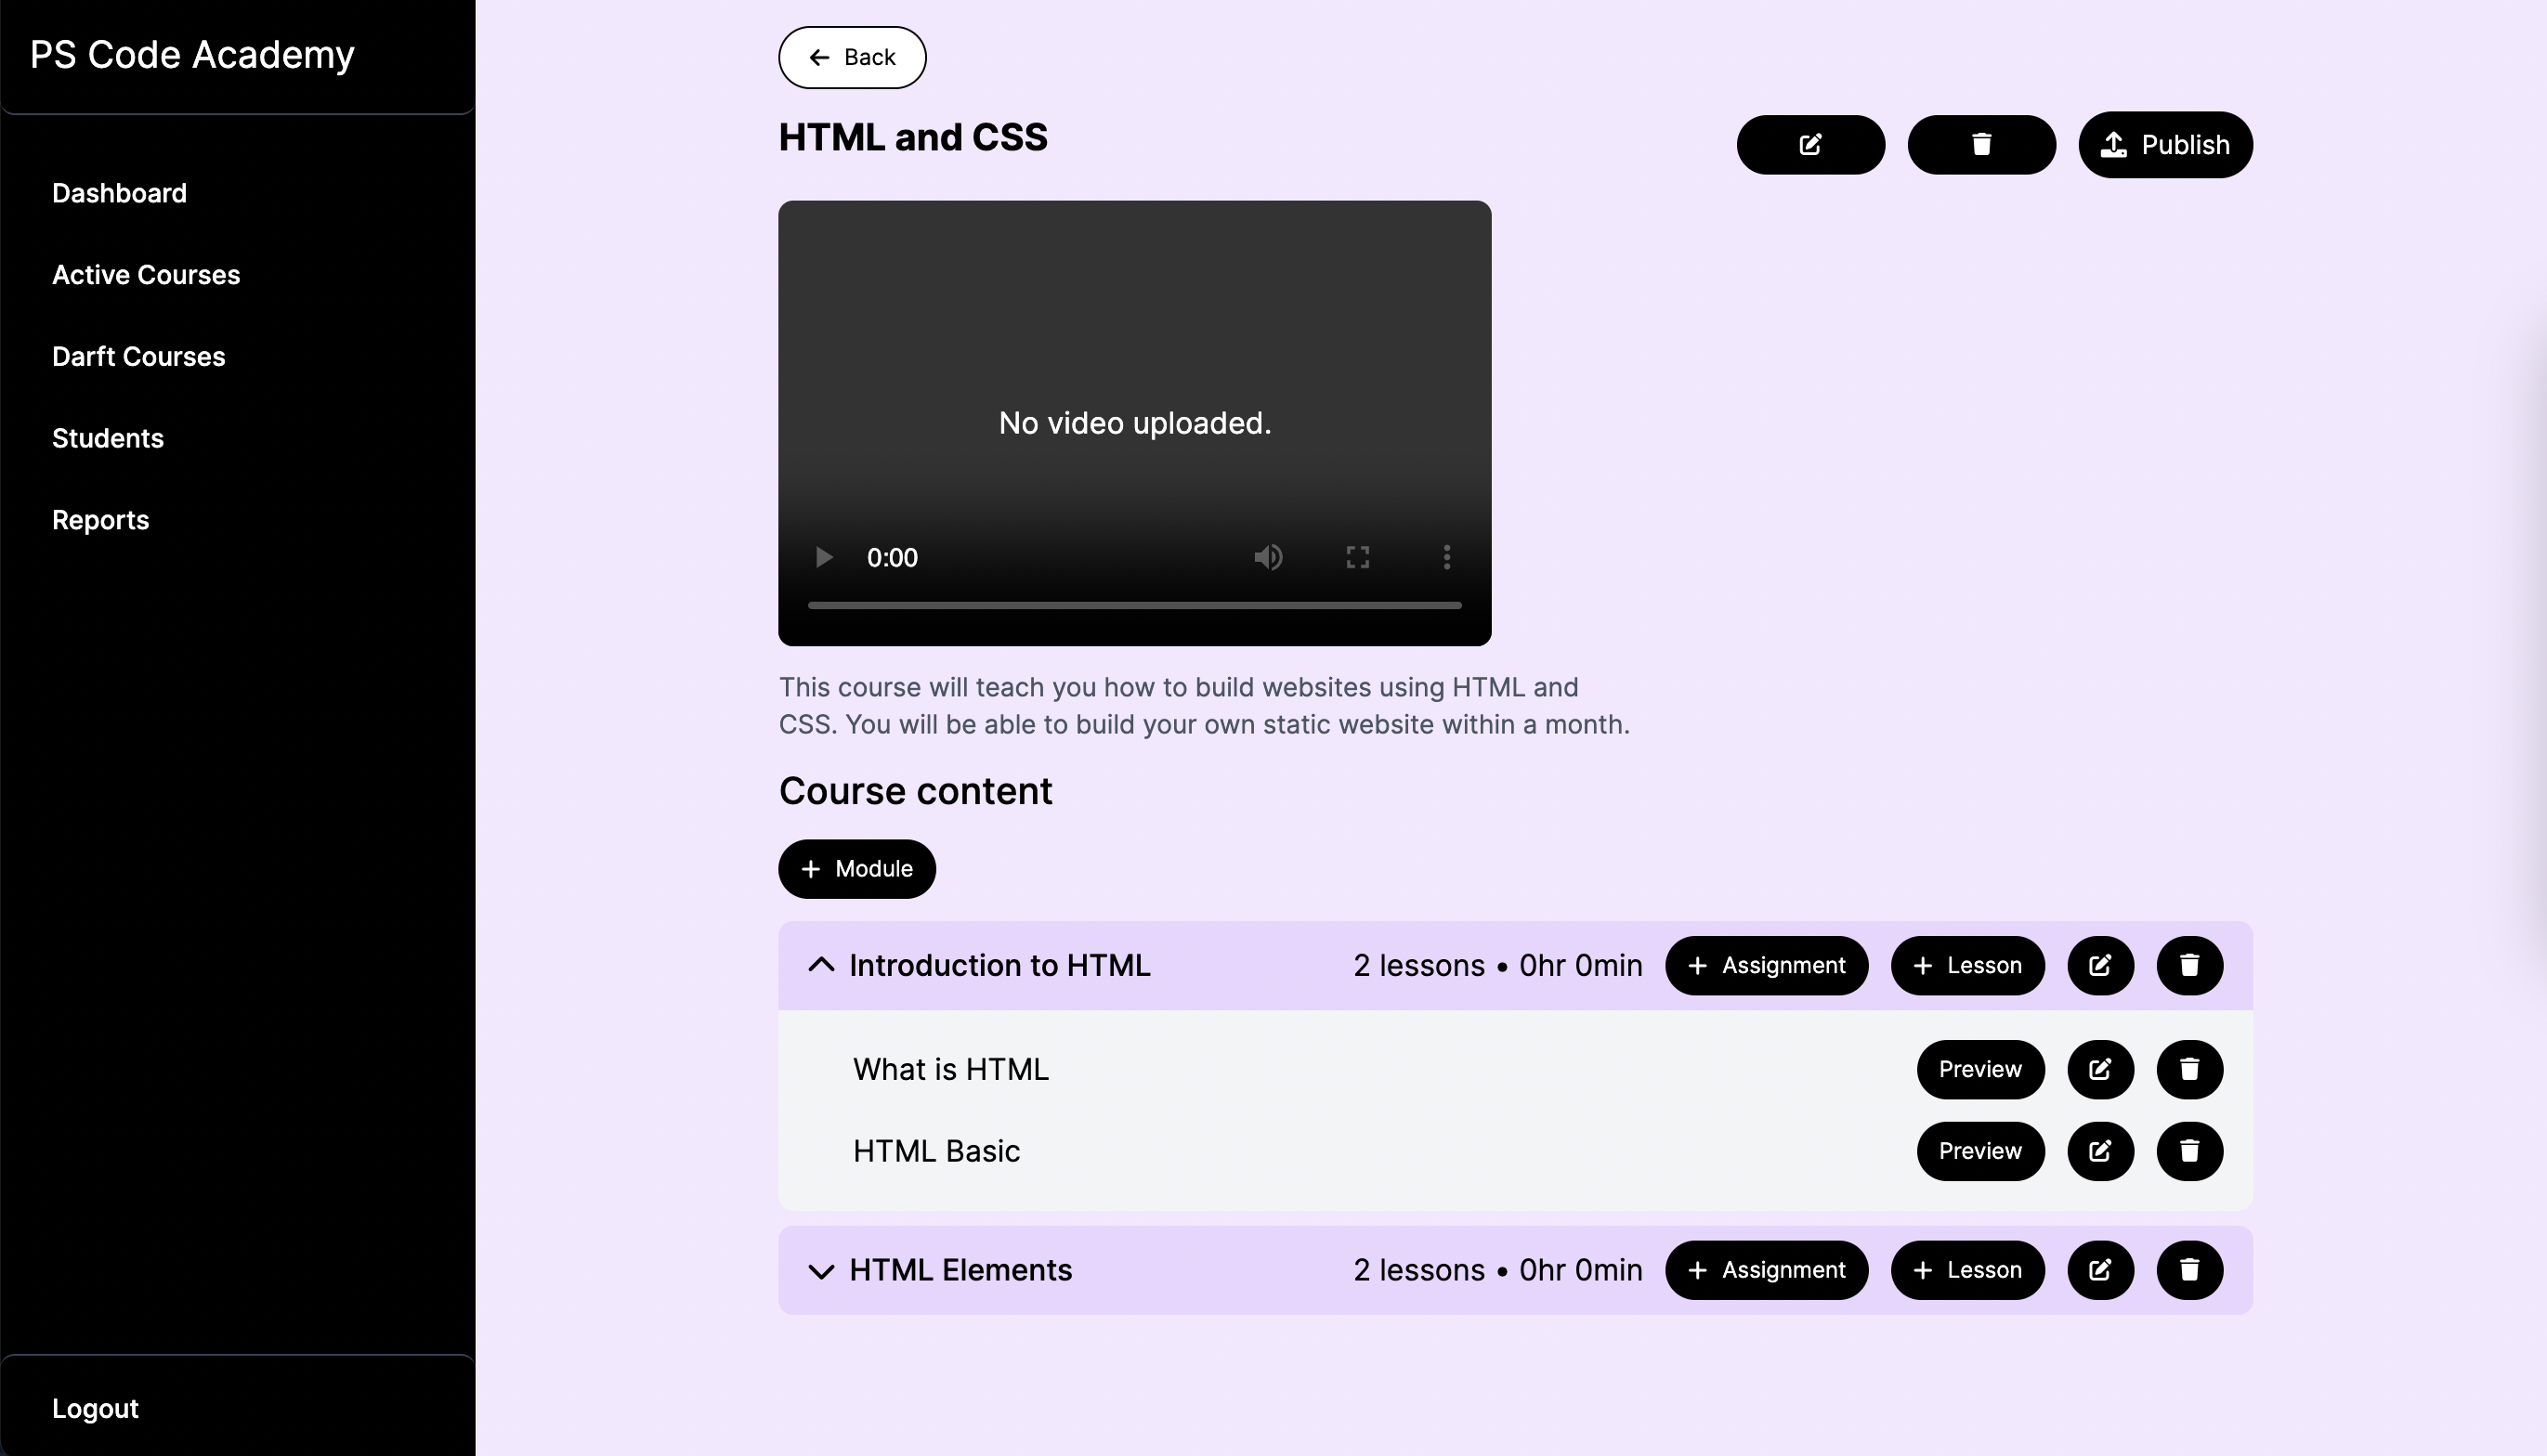 PS Code Academy
Dashboard
Active Courses
Darft Courses
Students
Reports
Logout
Back
HTML and CSS
Publish
No video uploaded.
0:00
This course will teach you how to build websites using HTML and
CSS. You will be able to build your own static website within a month.
Course content
+ Module
Introduction to HTML 2 lessons • 0hr 0min + Assignment + Lesson
What is HTML Preview
HTML Basic Preview
HTML Elements 2 lessons • 0hr 0min + Assignment + Lesson